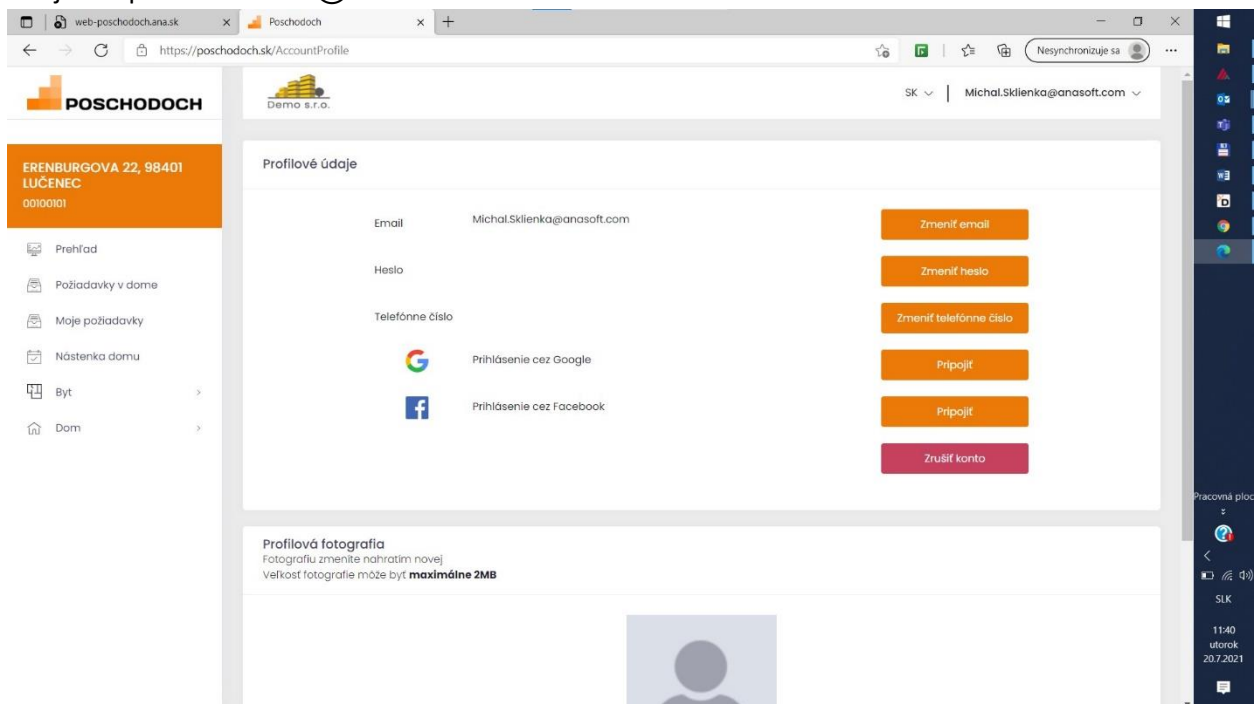 web-poschodoch.ana.sk
Poschodoch
https://poschodoch.sk/AccountProfile
Nesynchronizuje sa
POSCHODOCH
Demo s.r.o.
SK
Michal.Sklienka@anasoft.com
ERENBURGOVA 22, 98401
LUČENEC
00100101
Prehľad
Požiadavky v dome
Moje požiadavky
Nástenka domu
Byt
Dom
Profilové údaje
Email
Michal.Sklienka@anasoft.com
Zmeniť email
Heslo
Zmeniť heslo
Telefónne číslo
Zmeniť telefónne číslo
Prihlásenie cez Google
Pripojiť
Prihlásenie cez Facebook
Pripojiť
Zrušiť konto
Profilová fotografia
Fotografiu zmeníte nahratím novej
Veľkosť fotografie môže byť maximálne 2MB
Pracovná ploc
SLK
11:40
utorok
20.7.2021